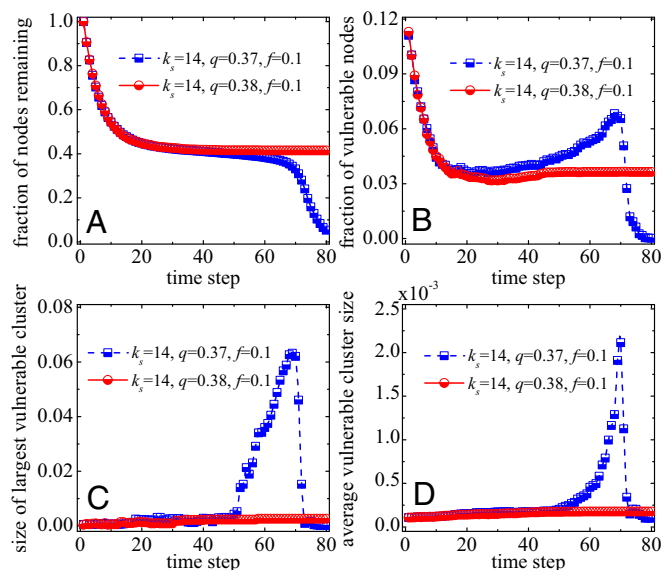 fraction of nodes remaining
1.0
0.8
0.6
0.4
0.2
0.0
k_s=14, q=0.37, f=0.1
k_s=14, q=0.38, f=0.1
A
0 20 40 60 80
time step
fraction of vulnerable nodes
0.12
0.09
0.06
0.03
0.00
k_s=14, q=0.37, f=0.1
k_s=14, q=0.38, f=0.1
B
0 20 40 60 80
time step
size of largest vulnerable cluster
0.08
0.06
0.04
0.02
0.00
k_s=14, q=0.37, f=0.1
k_s=14, q=0.38, f=0.1
C
0 20 40 60 80
time step
average vulnerable cluster size
x10⁻³
2.5
2.0
1.5
1.0
0.5
0.0
k_s=14, q=0.37, f=0.1
k_s=14, q=0.38, f=0.1
D
0 20 40 60 80
time step